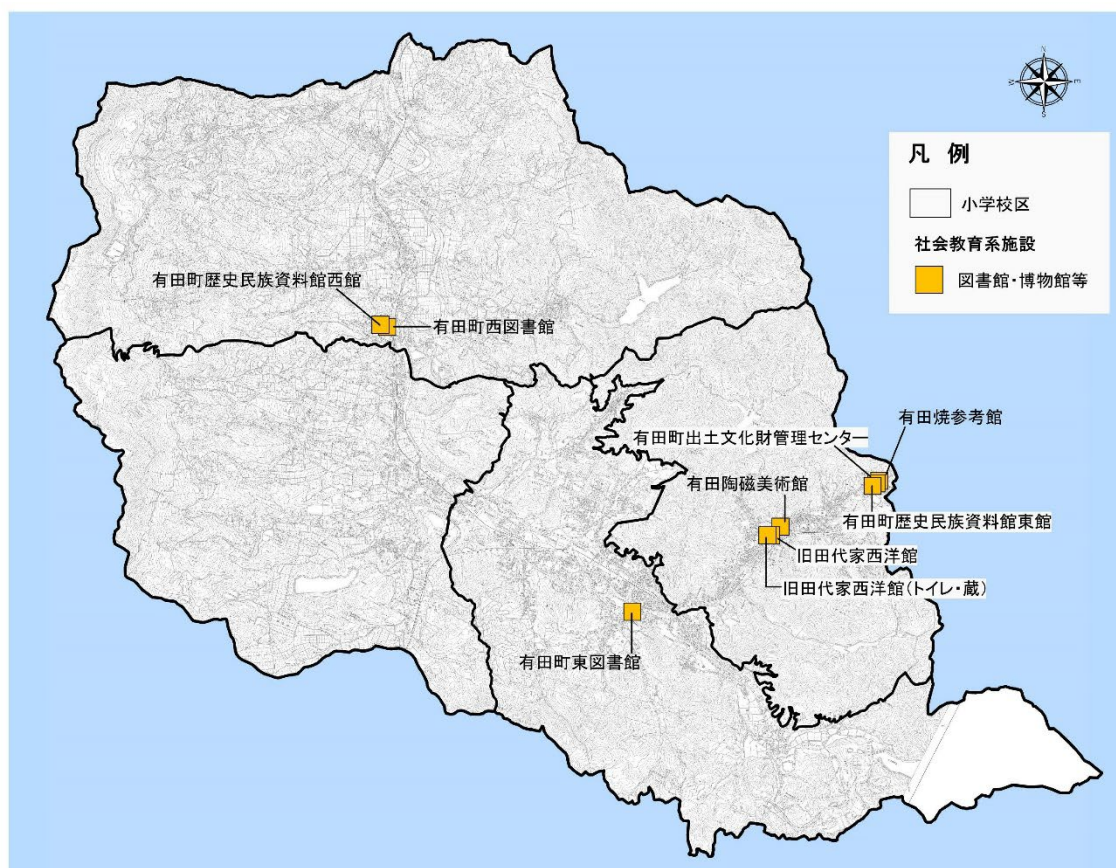 N
W
E
S
凡 例
小学校区
社会教育系施設
図書館・博物館等
有田町歴史民族資料館西館
有田町西図書館
有田焼参考館
有田町出土文化財管理センター
有田陶磁美術館
有田町歴史民族資料館東館
旧田代家西洋館
旧田代家西洋館(トイレ・蔵)
有田町東図書館